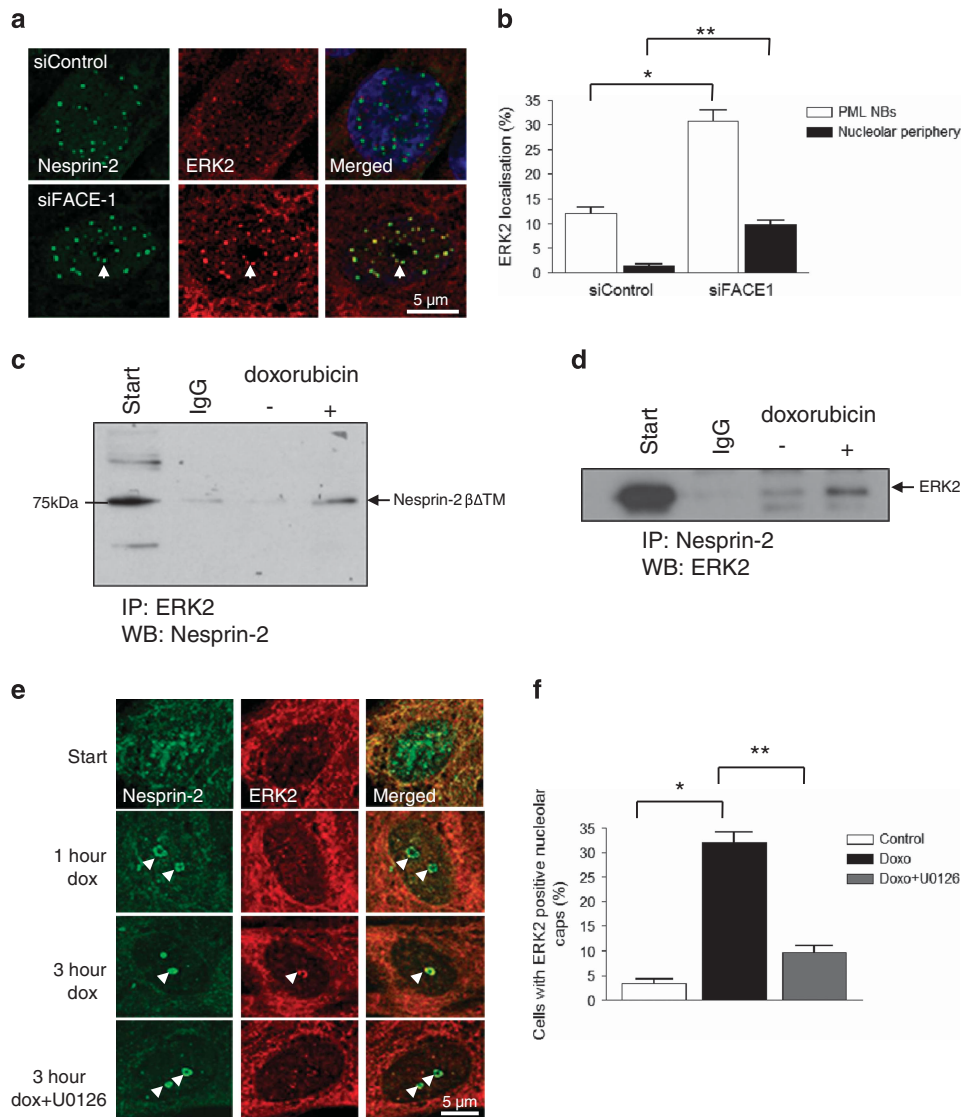 a
siControl
Nesprin-2
ERK2
Merged
siFACE-1
5 µm
b
**
*
ERK2 localisation (%)
35
30
25
20
15
10
5
0
siControl
siFACE1
PML NBs
Nucleolar periphery
c
Start
IgG
doxorubicin
- +
75kDa
Nesprin-2 βΔTM
IP: ERK2
WB: Nesprin-2
d
Start
IgG
doxorubicin
- +
ERK2
IP: Nesprin-2
WB: ERK2
e
Start
Nesprin-2
ERK2
Merged
1 hour
dox
3 hour
dox
3 hour
dox+U0126
5 µm
f
**
*
Cells with ERK2 positive nucleolar
caps (%)
35
30
25
20
15
10
5
0
Control
Doxo
Doxo+U0126